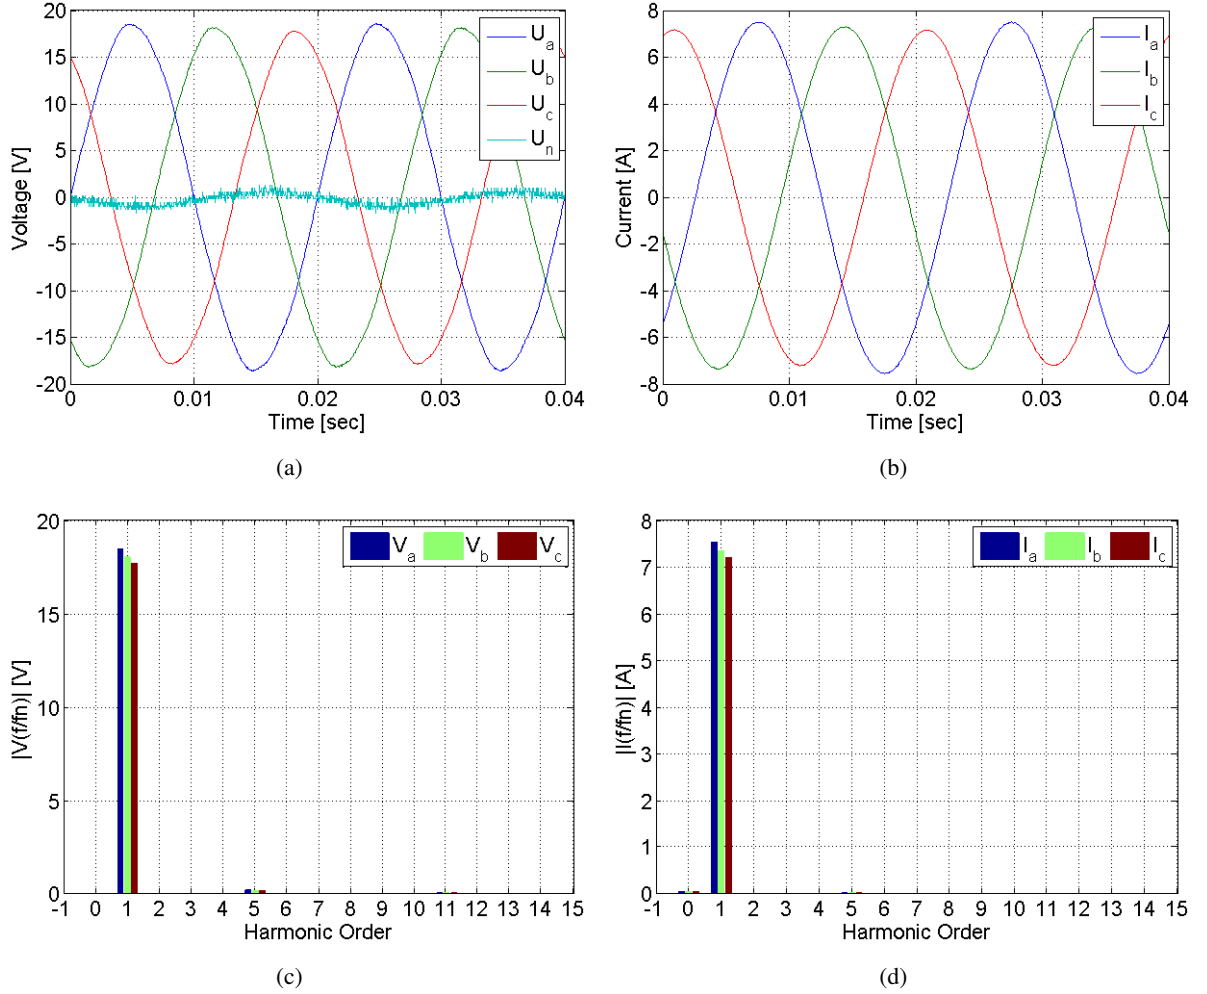 20
15
10
5
0
-5
-10
-15
-20
0
0.01
0.02
0.03
0.04
Voltage [V]
Time [sec]
U_a
U_b
U_c
U_n
(a)
8
6
4
2
0
-2
-4
-6
-8
0
0.01
0.02
0.03
0.04
Current [A]
Time [sec]
I_a
I_b
I_c
(b)
20
15
10
5
0
-1 0 1 2 3 4 5 6 7 8 9 10 11 12 13 14 15
|V(f/fn)| [V]
Harmonic Order
V_a V_b V_c
(c)
8
7
6
5
4
3
2
1
0
-1 0 1 2 3 4 5 6 7 8 9 10 11 12 13 14 15
|I(f/fn)| [A]
Harmonic Order
I_a I_b I_c
(d)